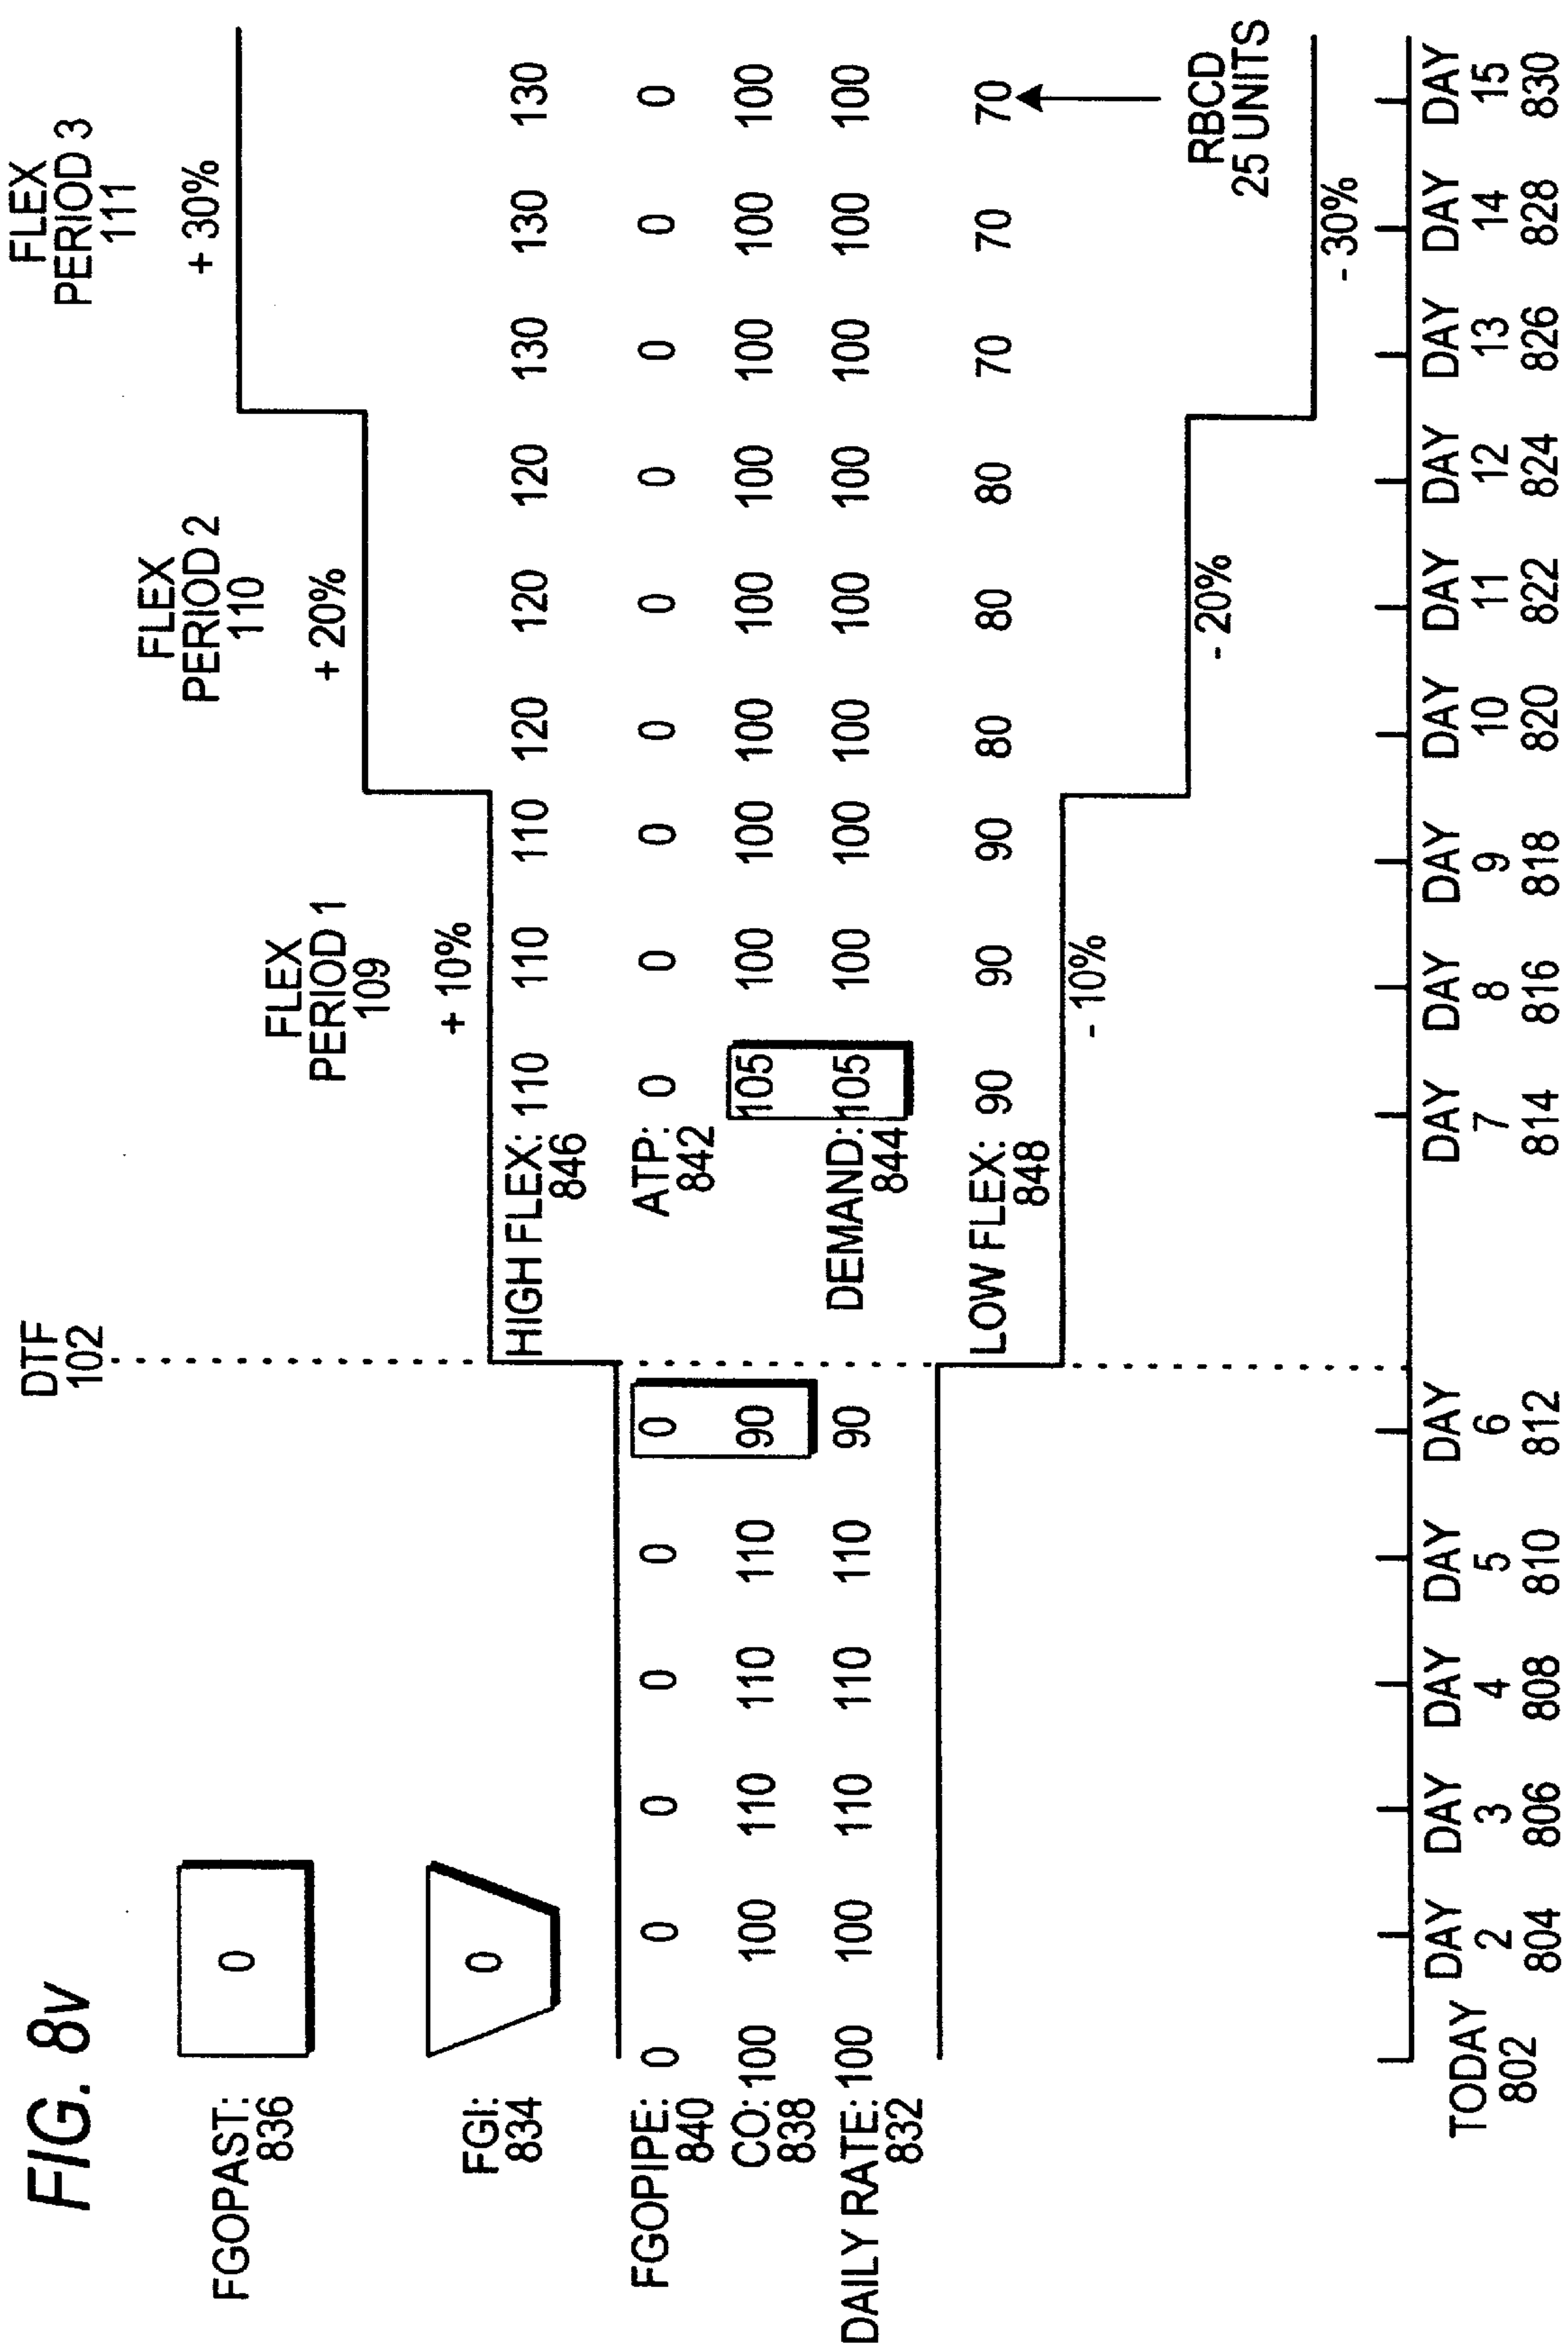 FIG. 8v
DTF
102
FLEX
PERIOD 3
111
+ 30%
FLEX
PERIOD 2
110
+ 20%
FLEX
PERIOD 1
109
+ 10%
FGOPAST:
836
0
FGI:
834
0
HIGH FLEX: 110 110 110 120 120 120 130 130 130
846
FGOPIPE: 0 0 0 0 0 0
840
ATP: 0 0 0 0 0 0 0 0 0
842
CO: 100 100 110 110 110 90 105 100 100 100 100 100 100 100 100
838
DAILY RATE: 100 100 110 110 110 90
832
DEMAND: 105 100 100 100 100 100 100 100 100
844
LOW FLEX: 90 90 90 80 80 80 70 70 70
848
- 10%
- 20%
- 30%
RBCD
25 UNITS
TODAY
802
DAY
2
804
DAY
3
806
DAY
4
808
DAY
5
810
DAY
6
812
DAY
7
814
DAY
8
816
DAY
9
818
DAY
10
820
DAY
11
822
DAY
12
824
DAY
13
826
DAY
14
828
DAY
15
830